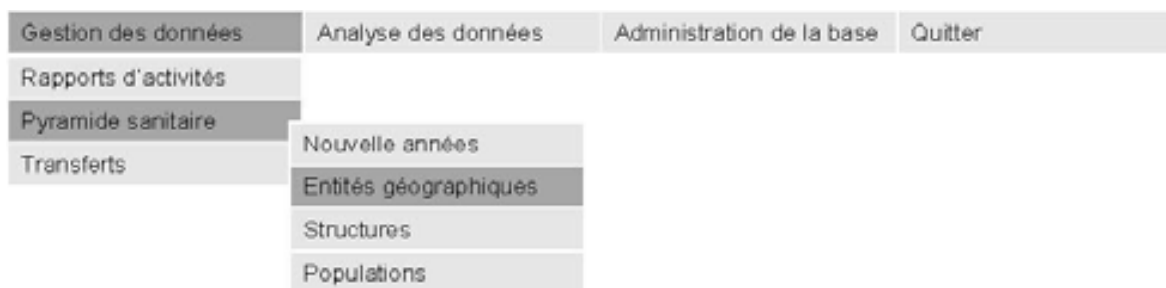 Gestion des données Analyse des données Administration de la base Quitter
Rapports d'activités
Pyramide sanitaire
Transferts
Nouvelle années
Entités géographiques
Structures
Populations